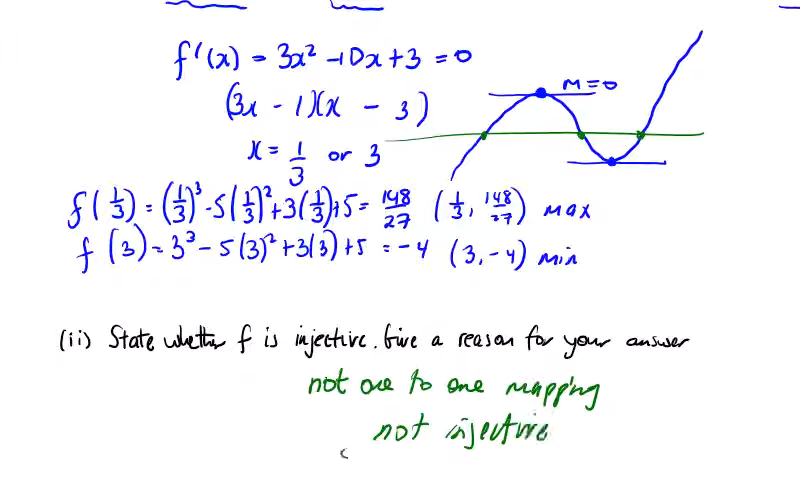 f'(x) = 3x² -10x+3 = 0
(3x - 1)(x - 3)
M=0
x = 1/3 or 3
f(1/3) = (1/3)³ -5(1/3)² +3(1/3)+5 = 148/27 (1/3, 148/27) max
f(3) = 3³ - 5(3)² +3(3) +5 = -4 (3, -4) min
(ii) State whether f is injective. Give a reason for your answer
not one to one mapping
not injective